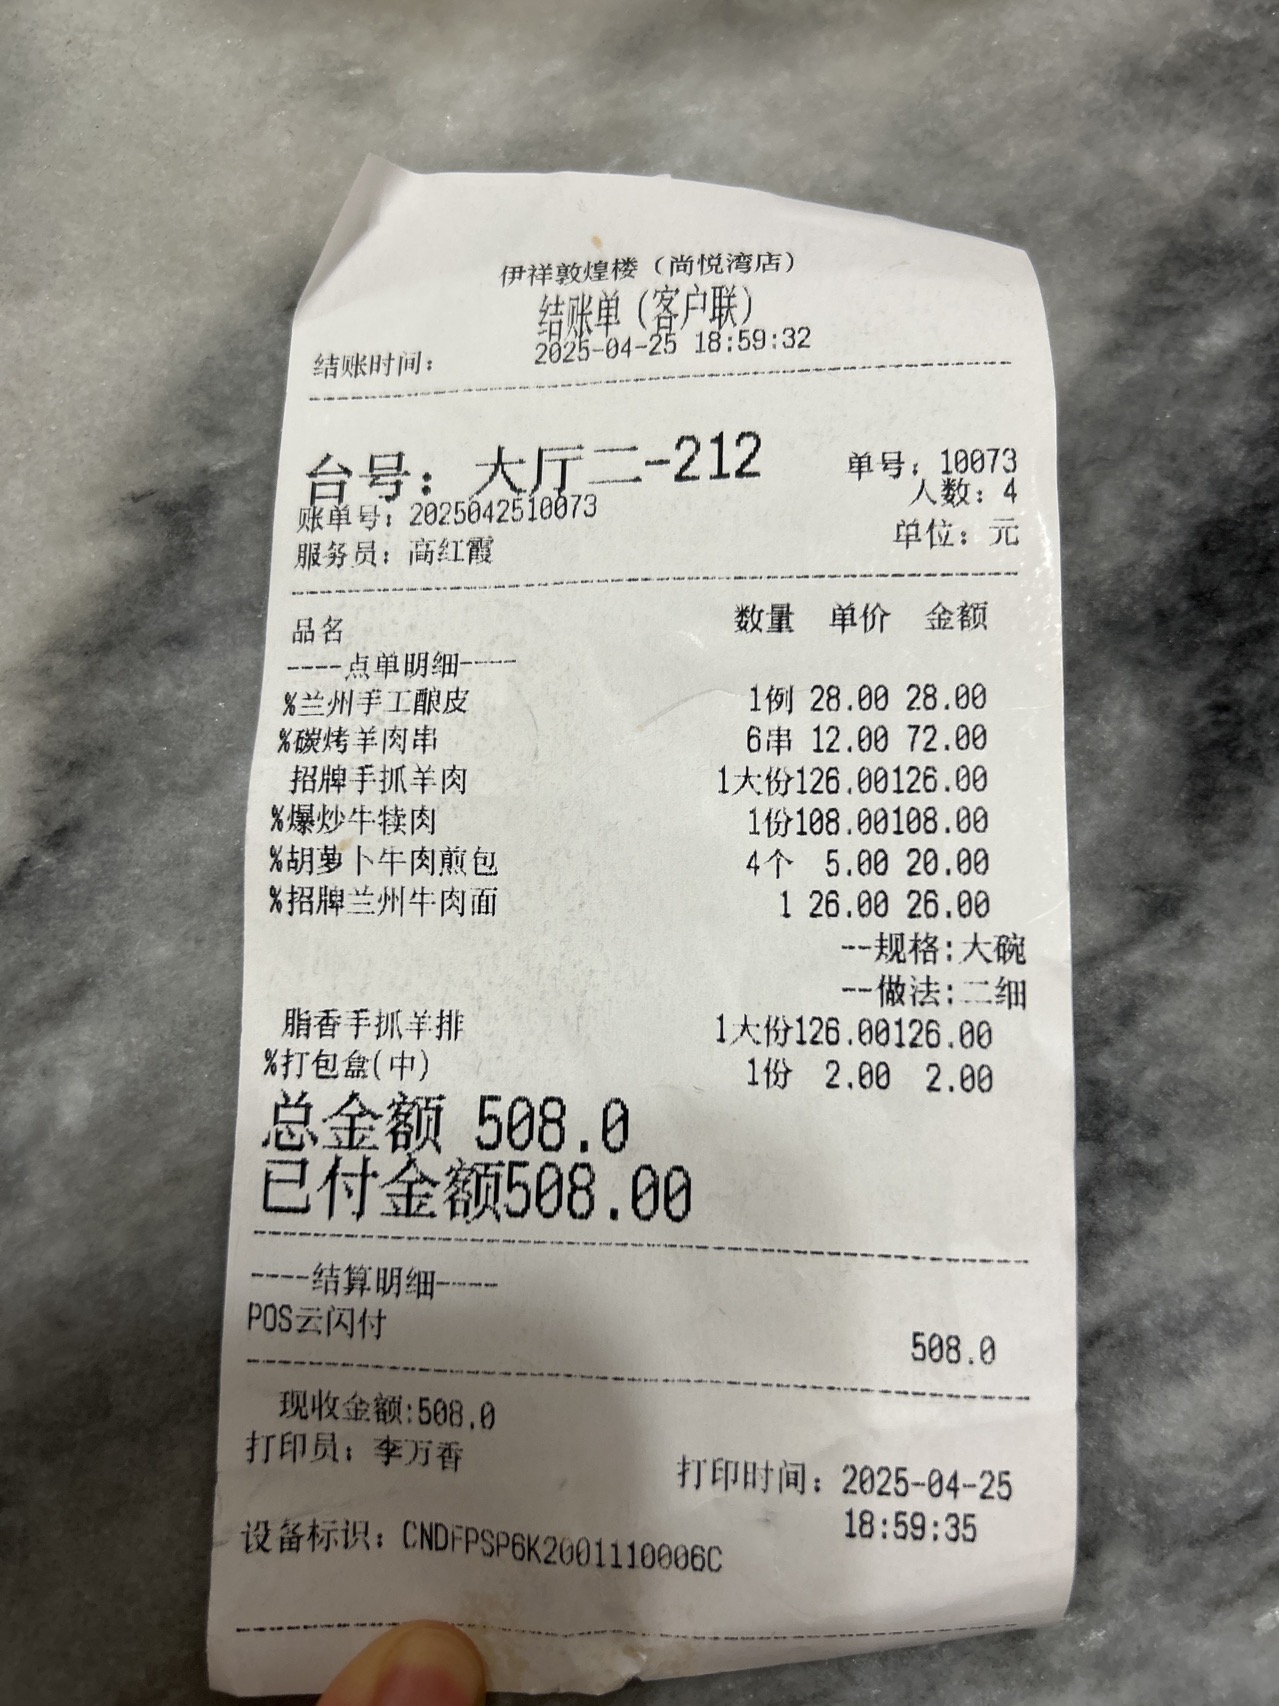 伊祥敦煌楼（尚悦湾店）
结账单（客户联）
结账时间： 2025-04-25 18:59:32
台号：大厅二-212 单号：10073
人数：4
账单号：2025042510073
服务员：高红霞 单位：元
品名 数量 单价 金额
----点单明细----
%兰州手工酿皮 1例 28.00 28.00
%碳烤羊肉串 6串 12.00 72.00
招牌手抓羊肉 1大份126.00126.00
%爆炒牛犊肉 1份108.00108.00
%胡萝卜牛肉煎包 4个 5.00 20.00
%招牌兰州牛肉面 1 26.00 26.00
--规格:大碗
--做法:二细
脂香手抓羊排 1大份126.00126.00
%打包盒(中) 1份 2.00 2.00
总金额 508.0
已付金额508.00
----结算明细----
POS云闪付 508.0
现收金额:508.0
打印员：李万香
打印时间：2025-04-25
18:59:35
设备标识：CNDFPSP6K2001110006C